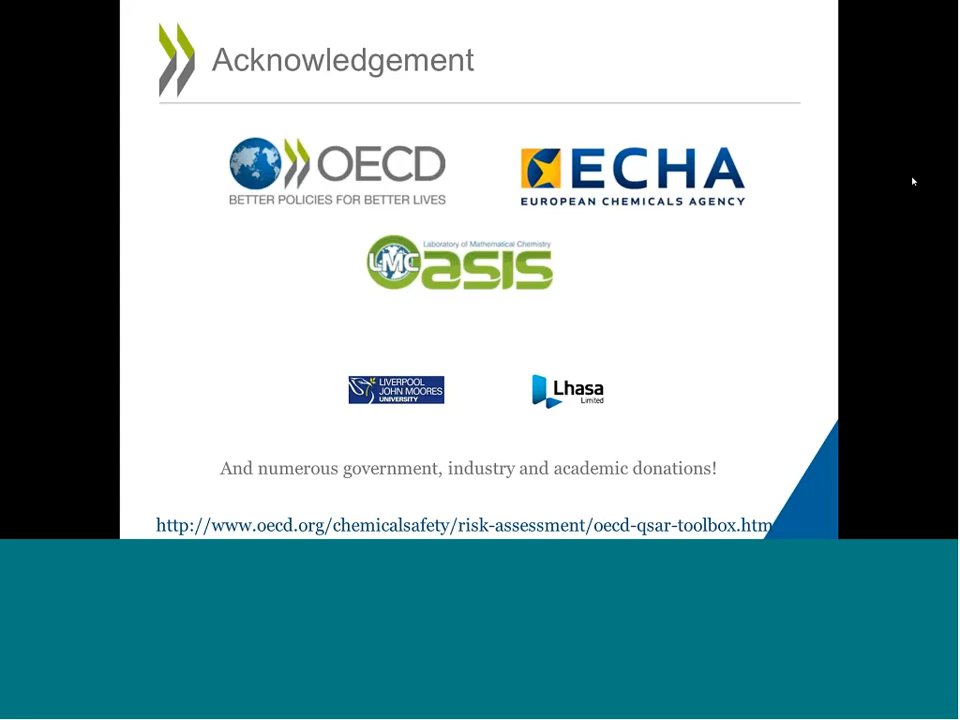 Acknowledgement
OECD
BETTER POLICIES FOR BETTER LIVES
ECHA
EUROPEAN CHEMICALS AGENCY
Laboratory of Mathematical Chemistry
LMC Oasis
LIVERPOOL
JOHN MOORES
UNIVERSITY
Lhasa
Limited
And numerous government, industry and academic donations!
http://www.oecd.org/chemicalsafety/risk-assessment/oecd-qsar-toolbox.htm